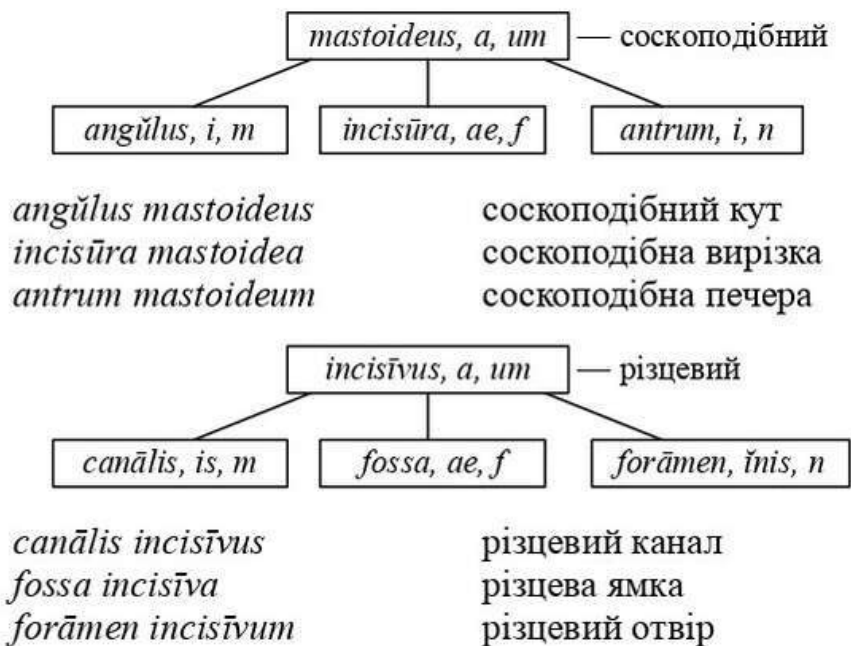 mastoideus, a, um — соскоподібний
angŭlus, i, m incisūra, ae, f antrum, i, n
angŭlus mastoideus соскоподібний кут
incisūra mastoidea соскоподібна вирізка
antrum mastoideum соскоподібна печера
incisīvus, a, um — різцевий
canālis, is, m fossa, ae, f forāmen, ĭnis, n
canālis incisīvus різцевий канал
fossa incisīva різцева ямка
forāmen incisīvum різцевий отвір